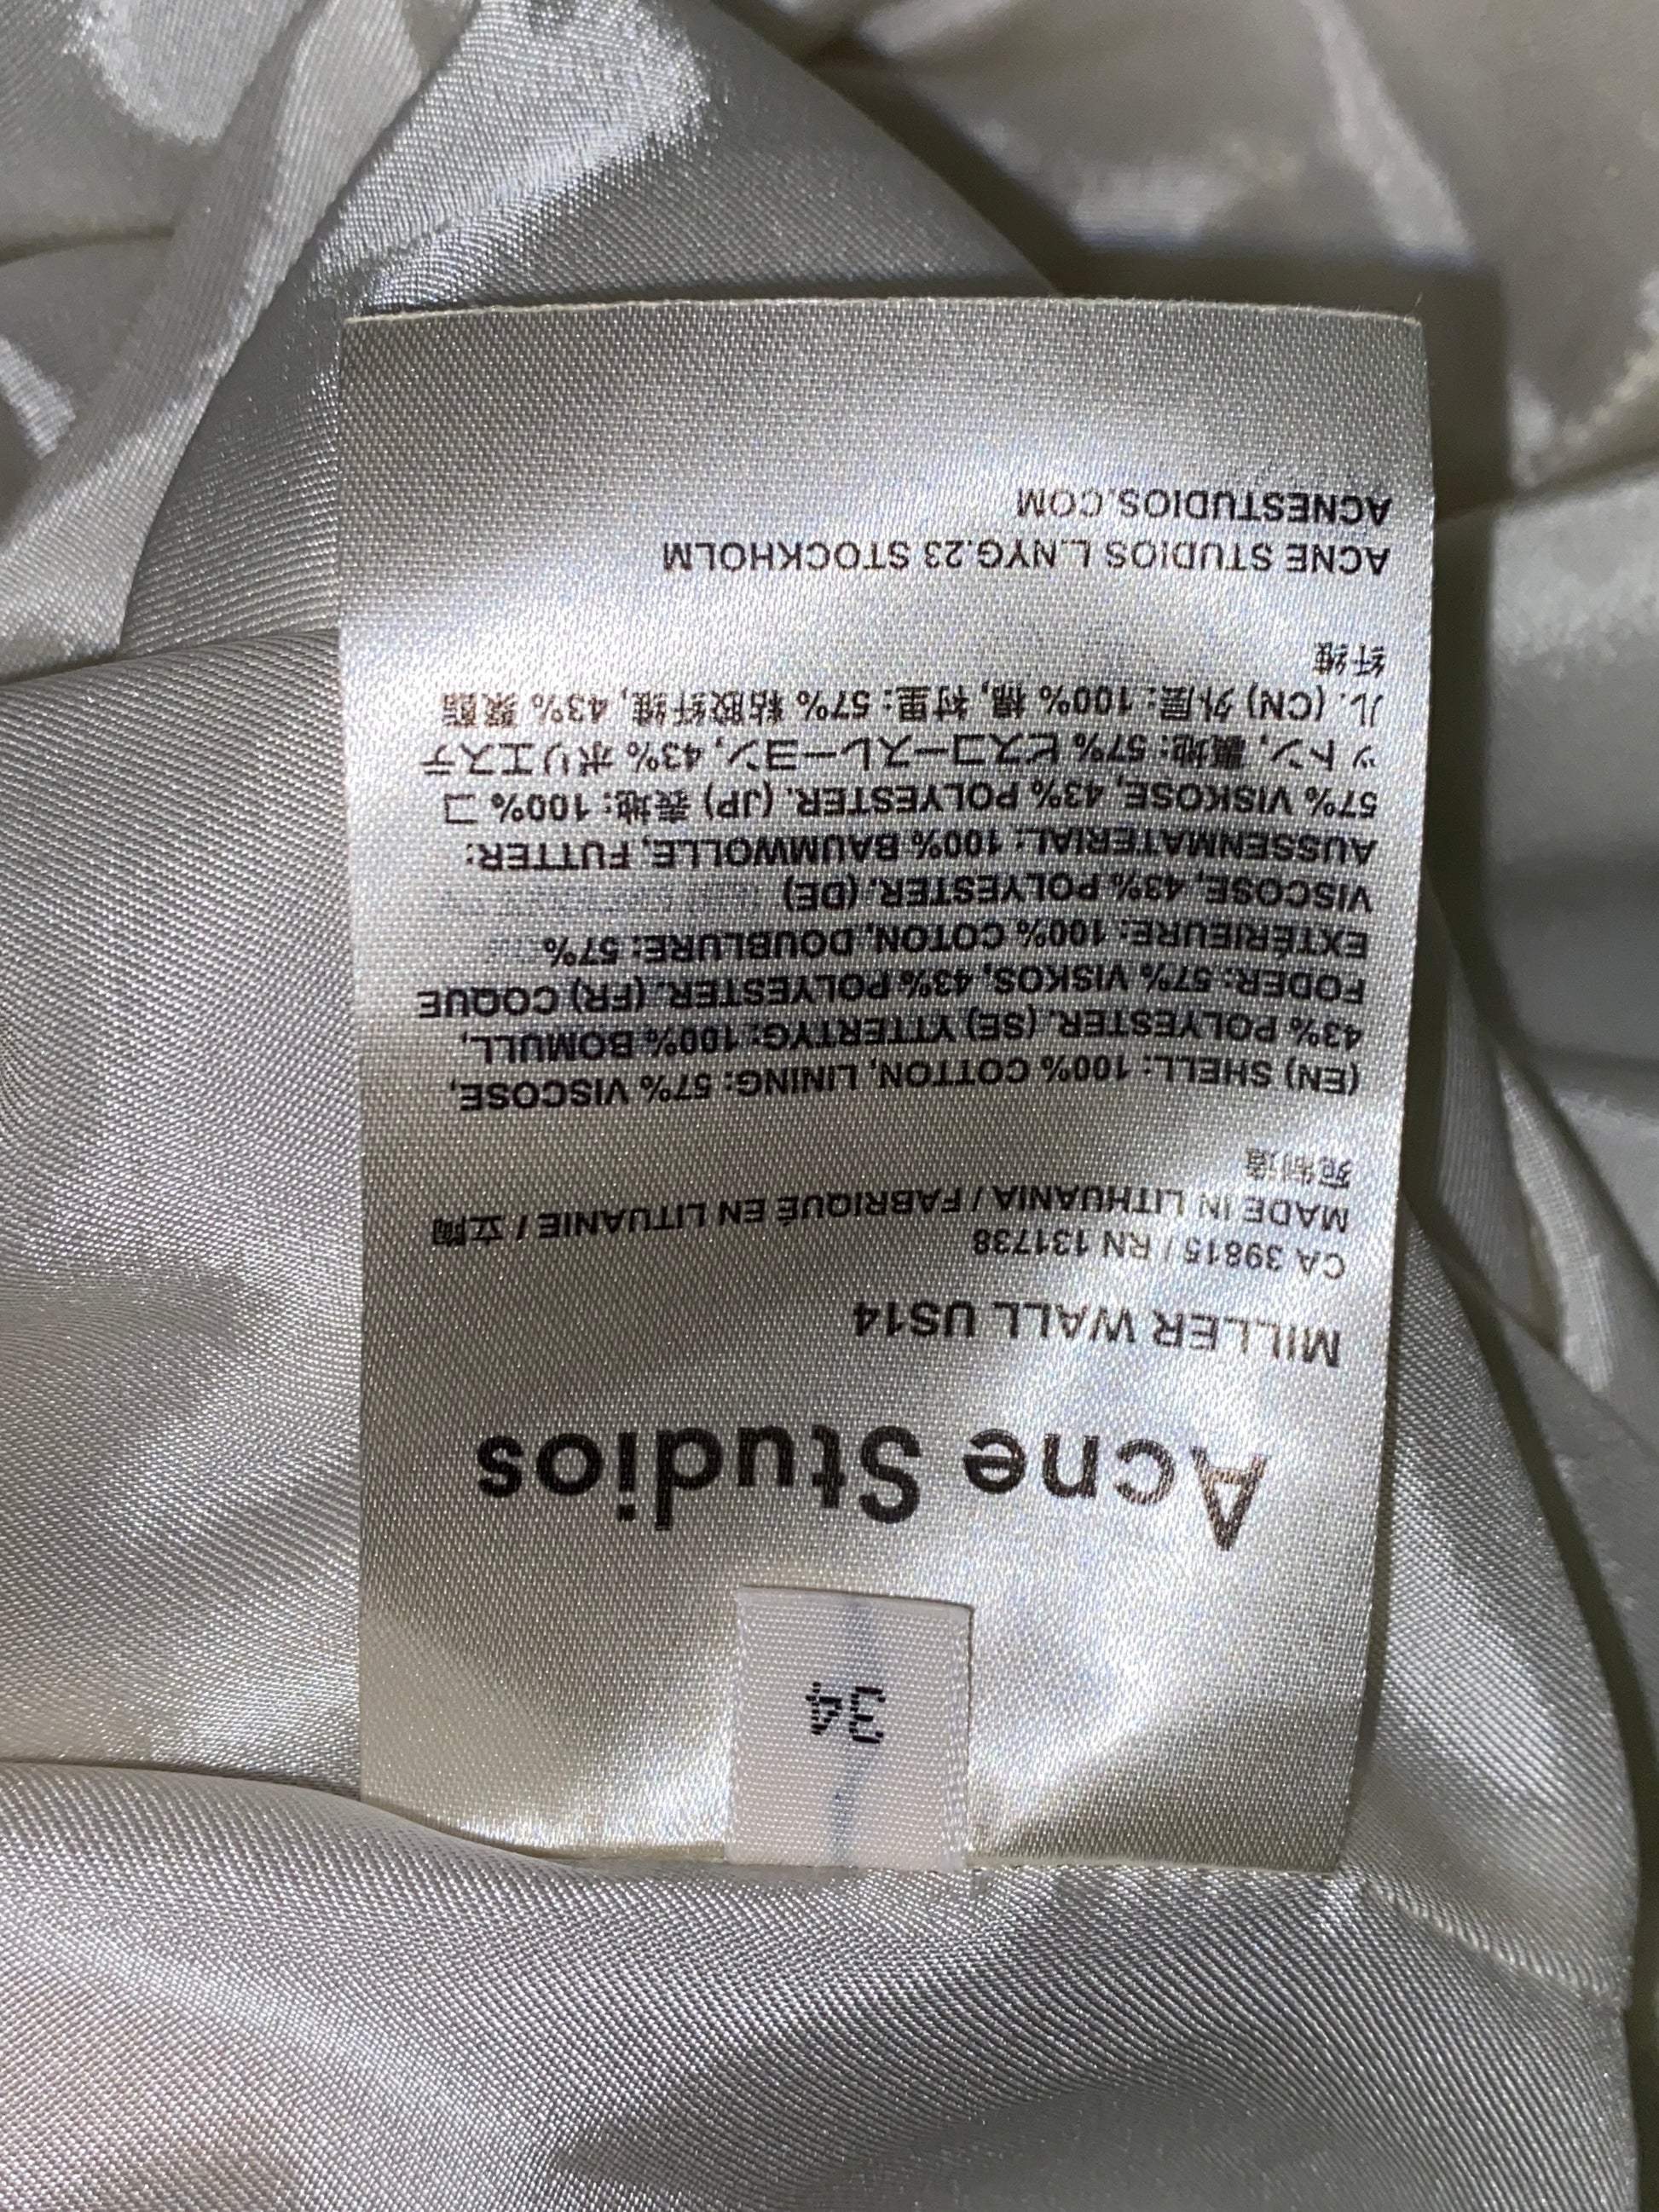 34
Acne Studios
MILLER WALL US14
CA 39815 / RN 131738
MADE IN LITHUANIA / FABRIQUÉ EN LITUANIE / 立陶
宛制造
(EN) SHELL: 100% COTTON, LINING: 57% VISCOSE,
43% POLYESTER. (SE) YTTERTYG: 100% BOMULL,
FODER: 57% VISKOS, 43% POLYESTER. (FR) COQUE
EXTÉRIEURE: 100% COTON, DOUBLURE: 57%
VISCOSE, 43% POLYESTER. (DE)
AUSSENMATERIAL: 100% BAUMWOLLE, FUTTER:
57% VISKOSE, 43% POLYESTER. (JP) 表地: 100% コ
ットン, 裏地: 57% ビスコースレーヨン, 43% ポリエステ
ル. (CN) 外层: 100% 棉, 衬里: 57% 粘胶纤维, 43% 聚酯
纤维
ACNE STUDIOS L.NYG.23 STOCKHOLM
ACNESTUDIOS.COM